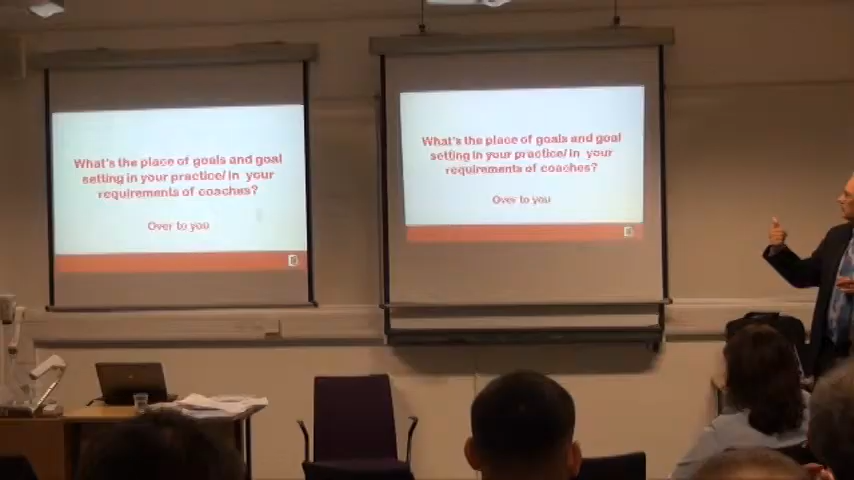 What's the place of goals and goal
setting in your practice/ in your
requirements of coaches?
Over to you
What's the place of goals and goal
setting in your practice/ in your
requirements of coaches?
Over to you